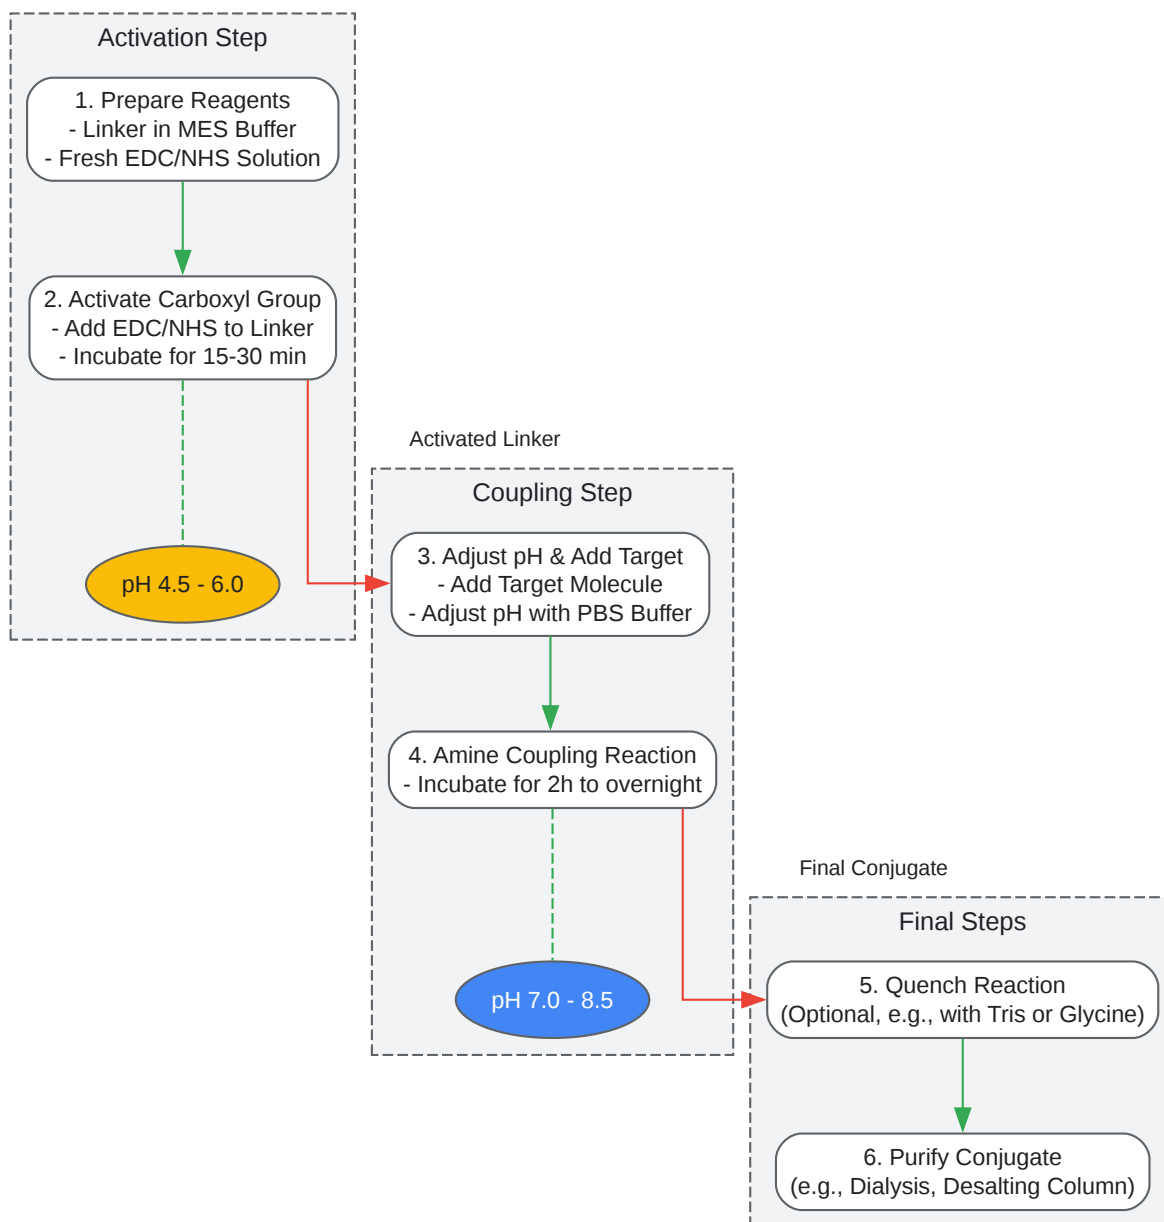 Activation Step
1. Prepare Reagents
- Linker in MES Buffer
- Fresh EDC/NHS Solution
2. Activate Carboxyl Group
- Add EDC/NHS to Linker
- Incubate for 15-30 min
pH 4.5 - 6.0
Activated Linker
Coupling Step
3. Adjust pH & Add Target
- Add Target Molecule
- Adjust pH with PBS Buffer
4. Amine Coupling Reaction
- Incubate for 2h to overnight
pH 7.0 - 8.5
Final Conjugate
Final Steps
5. Quench Reaction
(Optional, e.g., with Tris or Glycine)
6. Purify Conjugate
(e.g., Dialysis, Desalting Column)